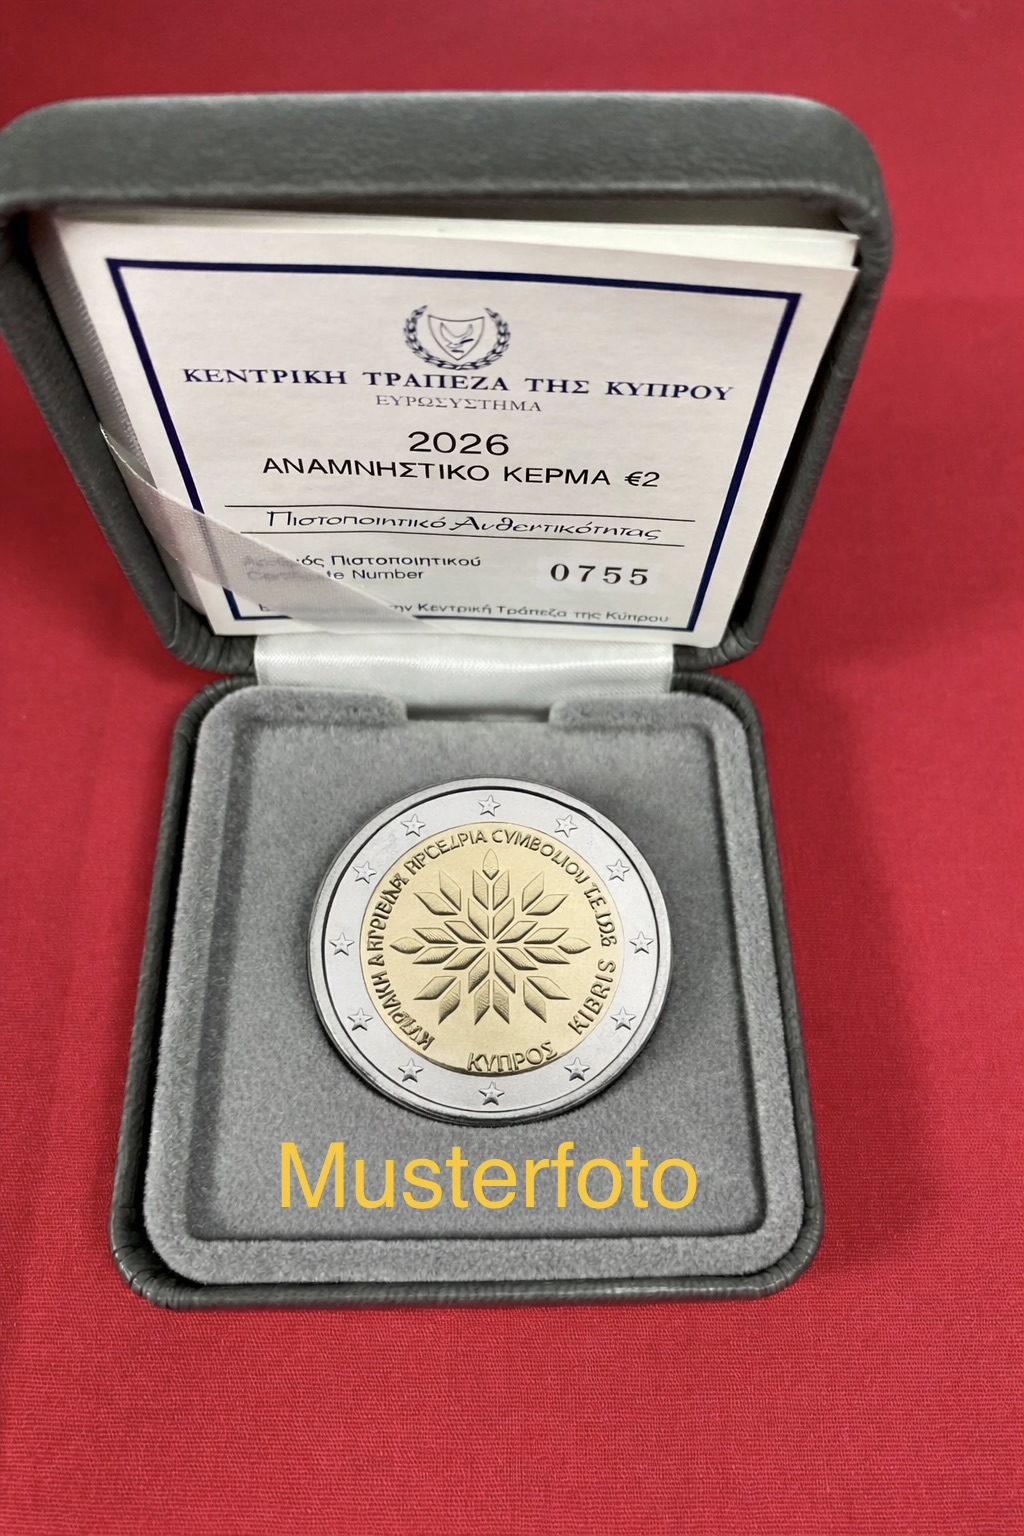 ΚΕΝΤΡΙΚΗ ΤΡΑΠΕΖΑ ΤΗΣ ΚΥΠΡΟΥ
ΕΥΡΩΣΥΣΤΗΜΑ
2026
ΑΝΑΜΝΗΣΤΙΚΟ ΚΕΡΜΑ €2
Πιστοποιητικό Αυθεντικότητας
Πιστοποιητικού
Number 0755
Κεντρική Τράπεζα της Κύπρου
ΚΥΠΡΟΣ
KIBRIS
Musterfoto